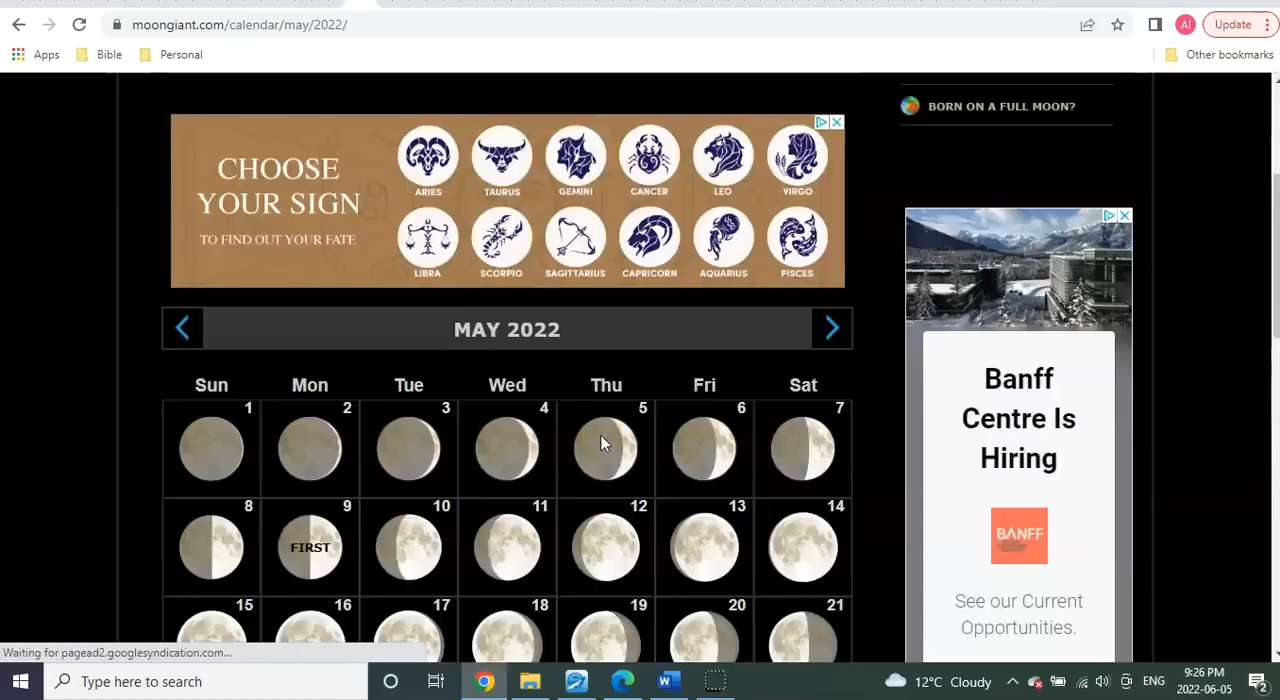 moongiant.com/calendar/may/2022/
AI
Update
Apps
Bible
Personal
Other bookmarks
BORN ON A FULL MOON?
CHOOSE
YOUR SIGN
TO FIND OUT YOUR FATE
ARIES
TAURUS
GEMINI
CANCER
LEO
VIRGO
LIBRA
SCORPIO
SAGITTARIUS
CAPRICORN
AQUARIUS
PISCES
MAY 2022
Sun Mon Tue Wed Thu Fri Sat
1 2 3 4 5 6 7
8 9 10 11 12 13 14
FIRST
15 16 17 18 19 20 21
Banff
Centre Is
Hiring
BANFF
See our Current
Opportunities.
Waiting for pagead2.googlesyndication.com...
Type here to search
12°C Cloudy
ENG
9:26 PM
2022-06-05
2